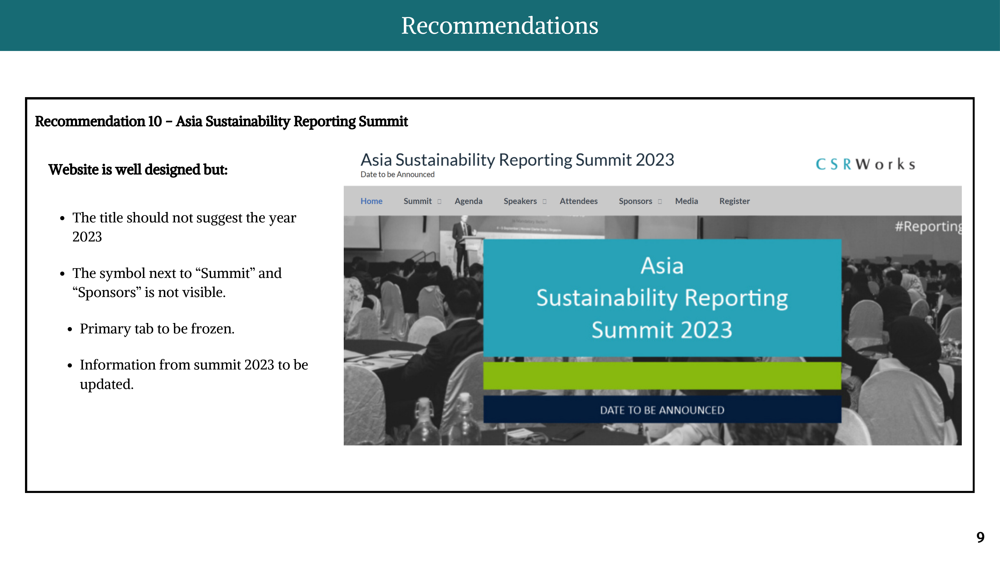 Recommendations
Recommendation 10 – Asia Sustainability Reporting Summit
Website is well designed but:
• The title should not suggest the year
2023
• The symbol next to “Summit” and
“Sponsors” is not visible.
• Primary tab to be frozen.
• Information from summit 2023 to be
updated.
Asia Sustainability Reporting Summit 2023
Date to be Announced
CSRWorks
Home Summit Agenda Speakers Attendees Sponsors Media Register
Is Mandatory Better?
#Reporting
Asia
Sustainability Reporting
Summit 2023
DATE TO BE ANNOUNCED
9